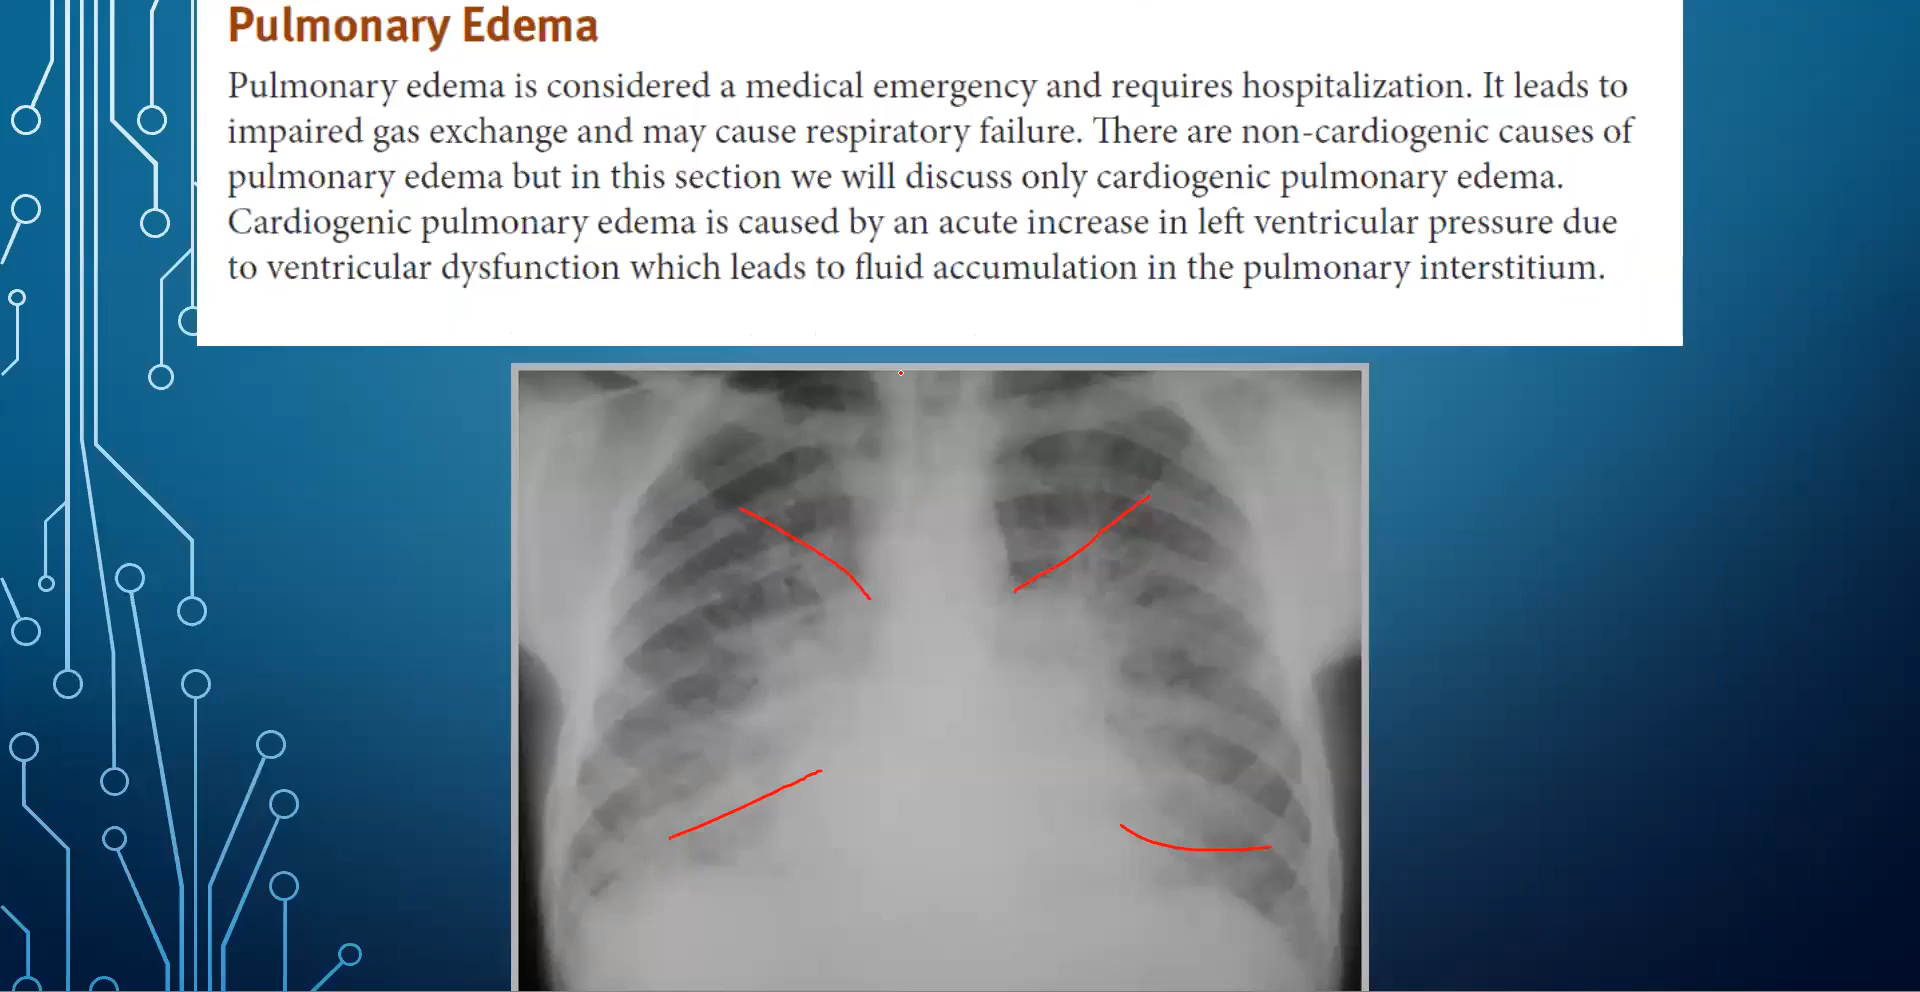 Pulmonary Edema
Pulmonary edema is considered a medical emergency and requires hospitalization. It leads to
impaired gas exchange and may cause respiratory failure. There are non-cardiogenic causes of
pulmonary edema but in this section we will discuss only cardiogenic pulmonary edema.
Cardiogenic pulmonary edema is caused by an acute increase in left ventricular pressure due
to ventricular dysfunction which leads to fluid accumulation in the pulmonary interstitium.